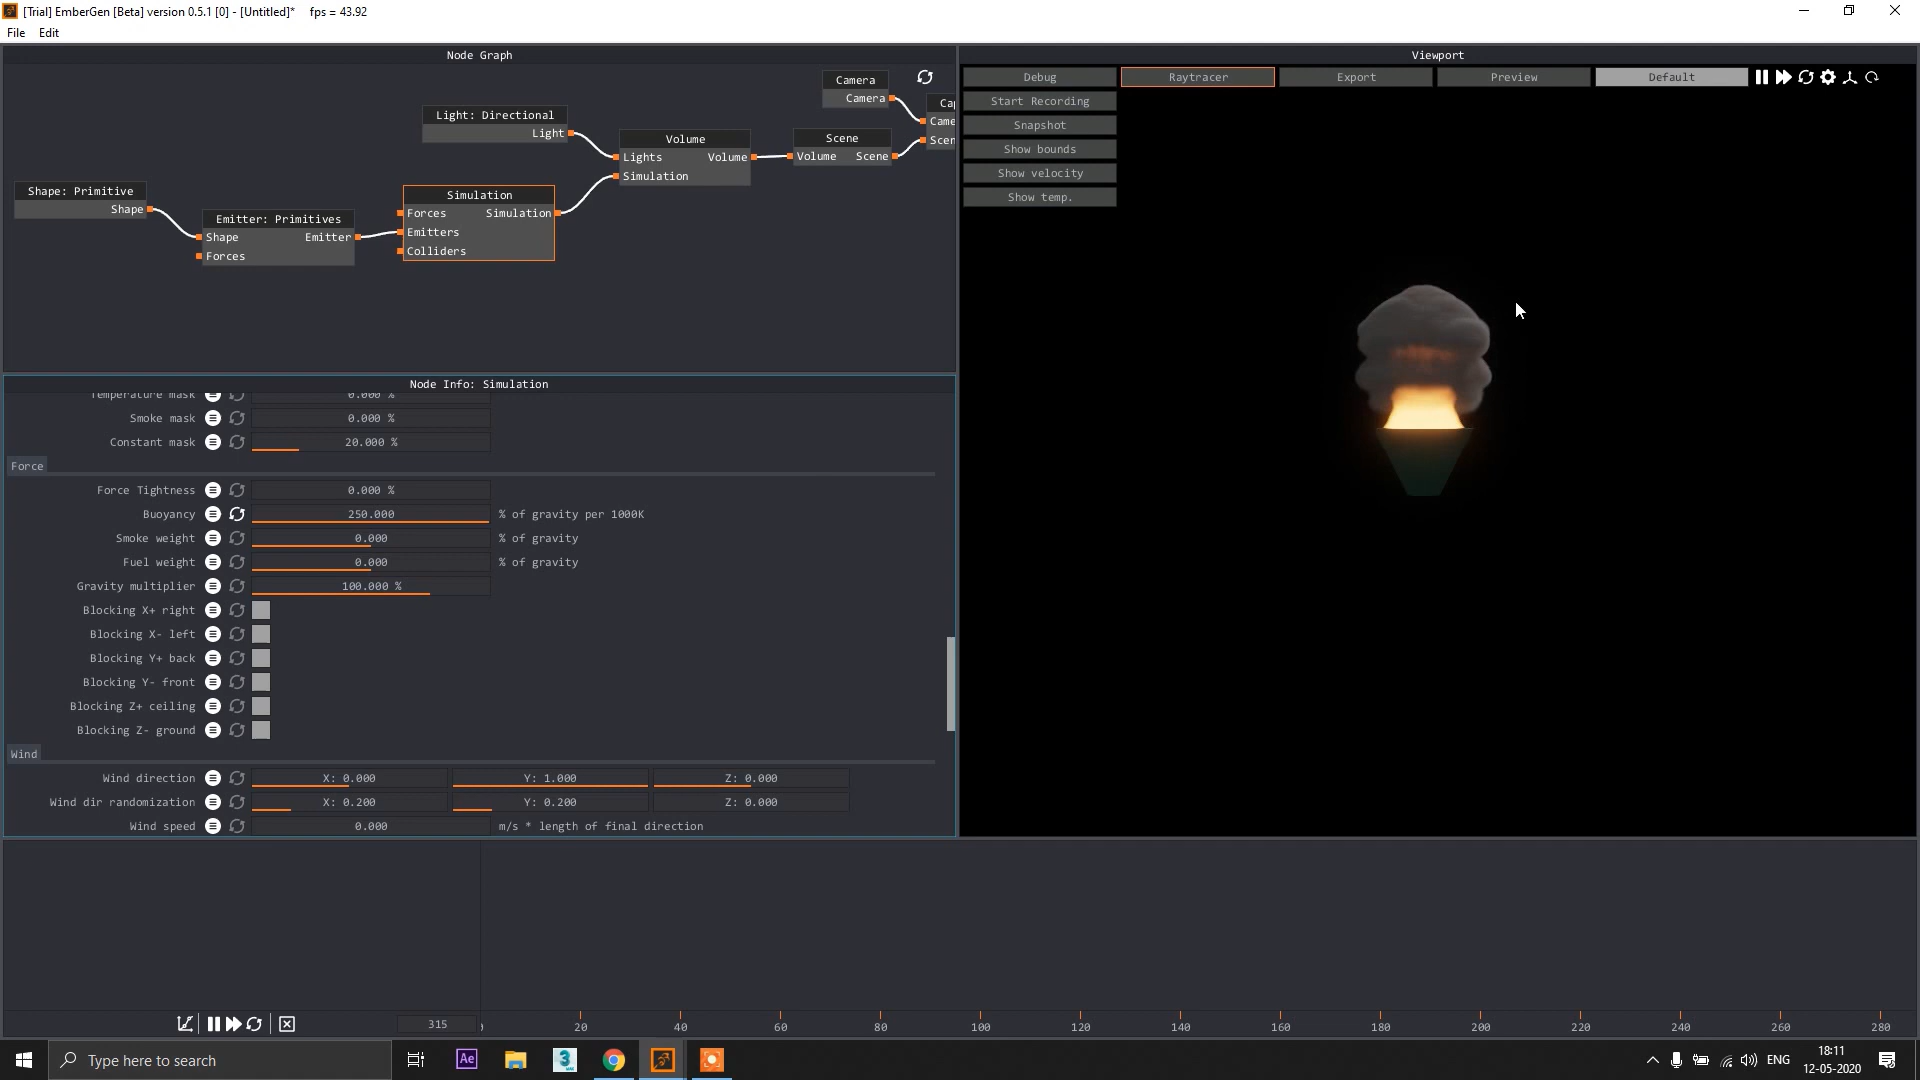 [Trial] EmberGen [Beta] version 0.5.1 [0] - [Untitled]* fps = 43.92
File Edit
Node Graph
Camera
Camera
Light: Directional
Light
Volume
Lights Volume
Simulation
Scene
Volume Scene
Came
Scen
Shape: Primitive
Shape
Emitter: Primitives
Shape Emitter
Forces
Simulation
Forces Simulation
Emitters
Colliders
Viewport
Debug Raytracer Export Preview Default
Start Recording
Snapshot
Show bounds
Show velocity
Show temp.
Node Info: Simulation
Temperature mask 0.000 %
Smoke mask 0.000 %
Constant mask 20.000 %
Force
Force Tightness 0.000 %
Buoyancy 250.000 % of gravity per 1000K
Smoke weight 0.000 % of gravity
Fuel weight 0.000 % of gravity
Gravity multiplier 100.000 %
Blocking X+ right
Blocking X- left
Blocking Y+ back
Blocking Y- front
Blocking Z+ ceiling
Blocking Z- ground
Wind
Wind direction X: 0.000 Y: 1.000 Z: 0.000
Wind dir randomization X: 0.200 Y: 0.200 Z: 0.000
Wind speed 0.000 m/s * length of final direction
315 20 40 60 80 100 120 140 160 180 200 220 240 260 280
Type here to search
Ae
ENG
18:11
12-05-2020